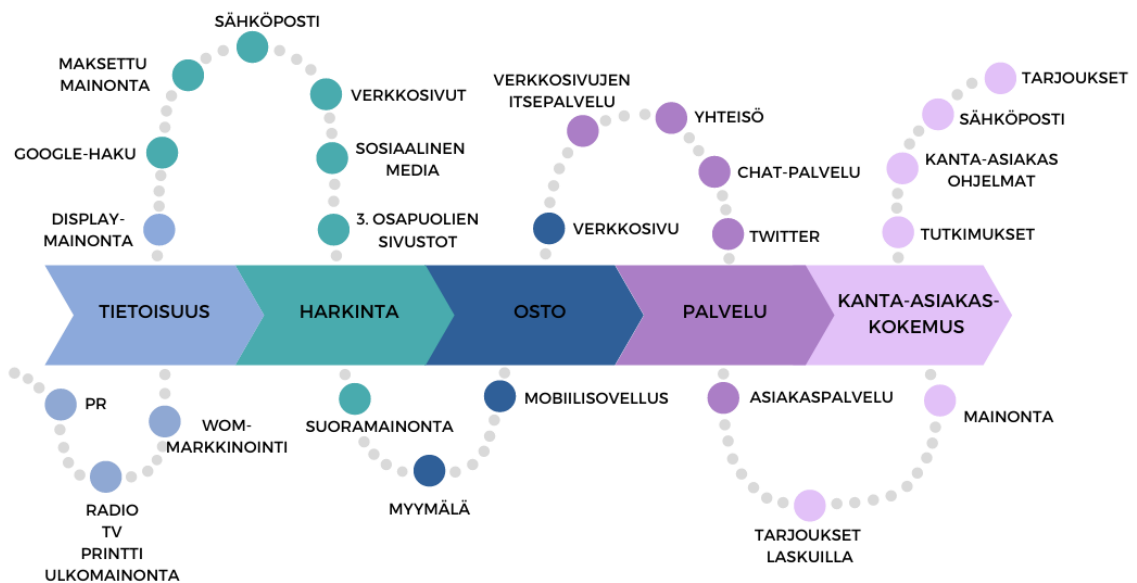 SÄHKÖPOSTI
MAKSETTU
MAINONTA
VERKKOSIVUT
GOOGLE-HAKU
SOSIAALINEN
MEDIA
DISPLAY-
MAINONTA
3. OSAPUOLIEN
SIVUSTOT
VERKKOSIVUJEN
ITSEPALVELU
YHTEISÖ
CHAT-PALVELU
VERKKOSIVU
TWITTER
TARJOUKSET
SÄHKÖPOSTI
KANTA-ASIAKAS
OHJELMAT
TUTKIMUKSET
TIETOISUUS
HARKINTA
OSTO
PALVELU
KANTA-ASIAKAS-
KOKEMUS
PR
WOM-
MARKKINOINTI
RADIO
TV
PRINTTI
ULKOMAINONTA
SUORAMAINONTA
MYYMÄLÄ
MOBIILISOVELLUS
ASIAKASPALVELU
TARJOUKSET
LASKUILLA
MAINONTA